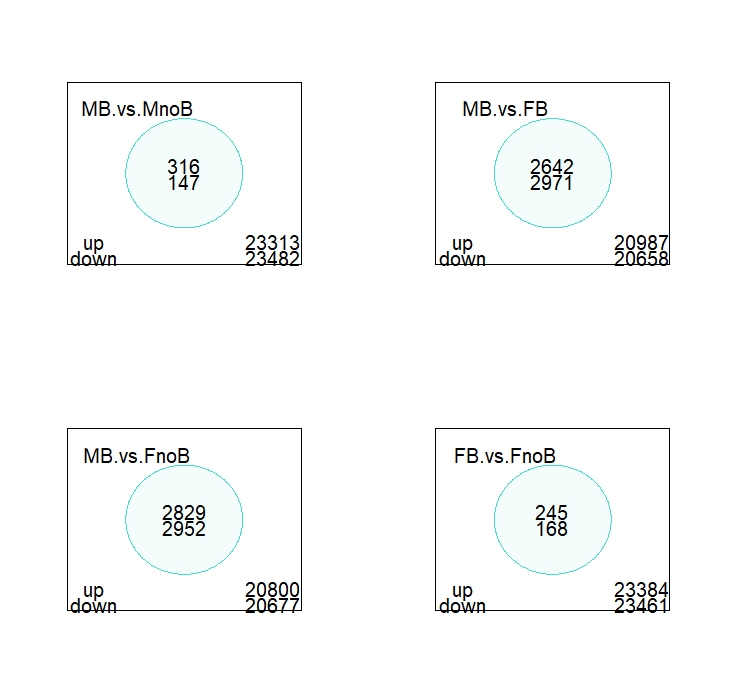 MB.vs.MnoB
316
147
up 23313
down 23482
MB.vs.FB
2642
2971
up 20987
down 20658
MB.vs.FnoB
2829
2952
up 20800
down 20677
FB.vs.FnoB
245
168
up 23384
down 23461